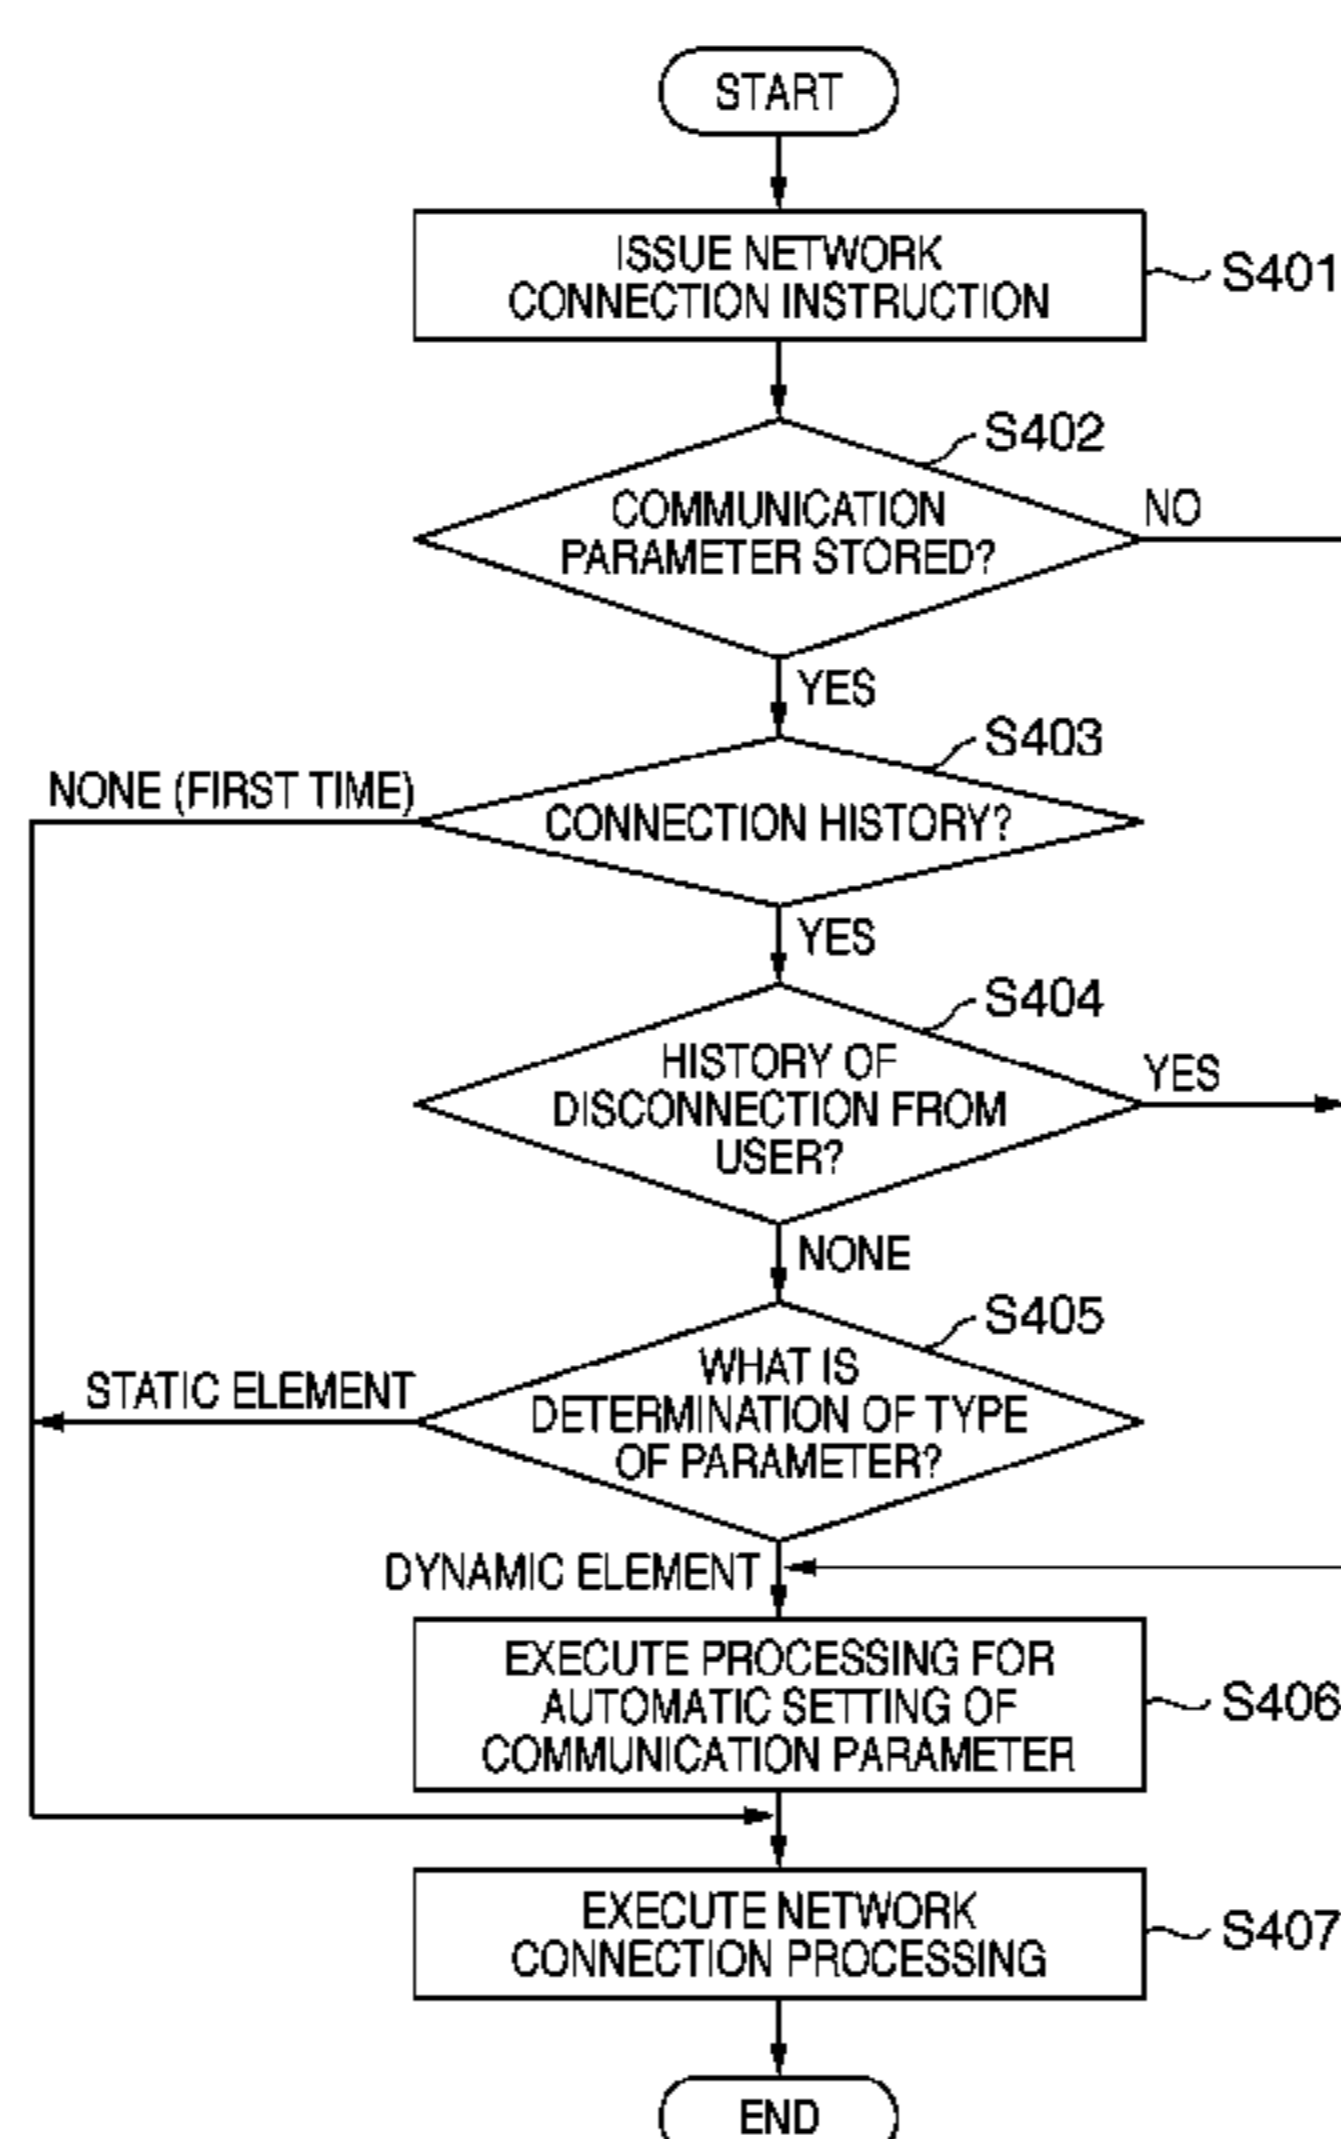 START
ISSUE NETWORK
CONNECTION INSTRUCTION
S401
S402
COMMUNICATION
PARAMETER STORED?
NO
YES
S403
NONE (FIRST TIME)
CONNECTION HISTORY?
YES
S404
HISTORY OF
DISCONNECTION FROM
USER?
YES
NONE
S405
WHAT IS
DETERMINATION OF TYPE
OF PARAMETER?
STATIC ELEMENT
DYNAMIC ELEMENT
EXECUTE PROCESSING FOR
AUTOMATIC SETTING OF
COMMUNICATION PARAMETER
S406
EXECUTE NETWORK
CONNECTION PROCESSING
S407
END